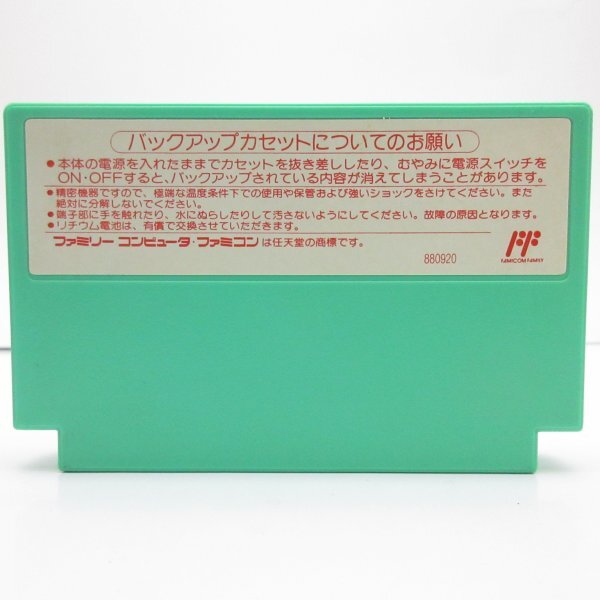 バックアップカセットについてのお願い
●本体の電源を入れたままでカセットを抜き差ししたり、むやみに電源スイッチを
ON・OFFすると、バックアップされている内容が消えてしまうことがあります。
●精密機器ですので、極端な温度条件下での使用や保管および強いショックをさけてください。また
絶対に分解しないでください。
●端子部に手を触れたり、水にぬらしたりして汚さないようにしてください。故障の原因となります。
●リチウム電池は、有償で交換させていただきます。
ファミリー コンピュータ・ファミコンは任天堂の商標です。
FAMICOM FAMILY
880920